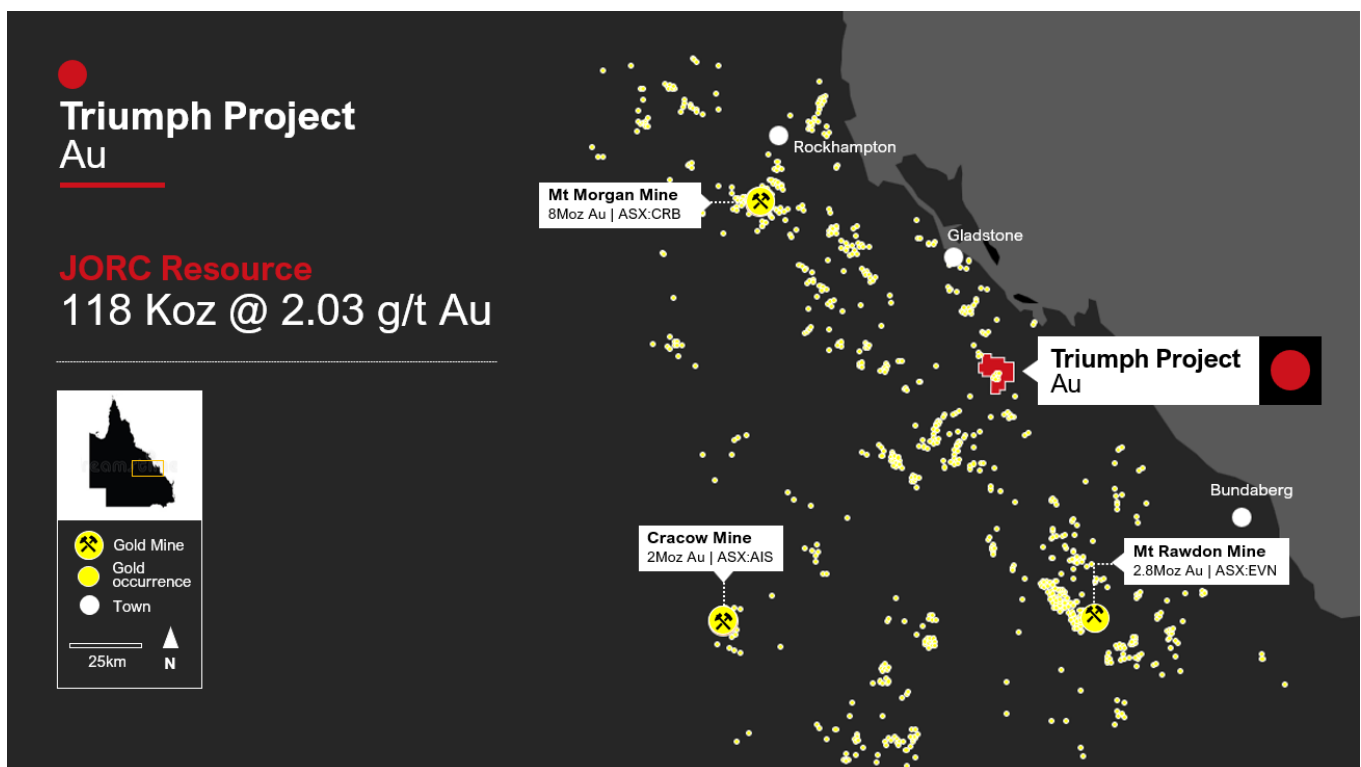 Triumph Project
Au
JORC Resource
118 Koz @ 2.03 g/t Au
Gold Mine
Gold
occurrence
Town
25km
N
Rockhampton
Mt Morgan Mine
8Moz Au | ASX:CRB
Gladstone
Triumph Project
Au
Bundaberg
Cracow Mine
2Moz Au | ASX:AIS
Mt Rawdon Mine
2.8Moz Au | ASX:EVN